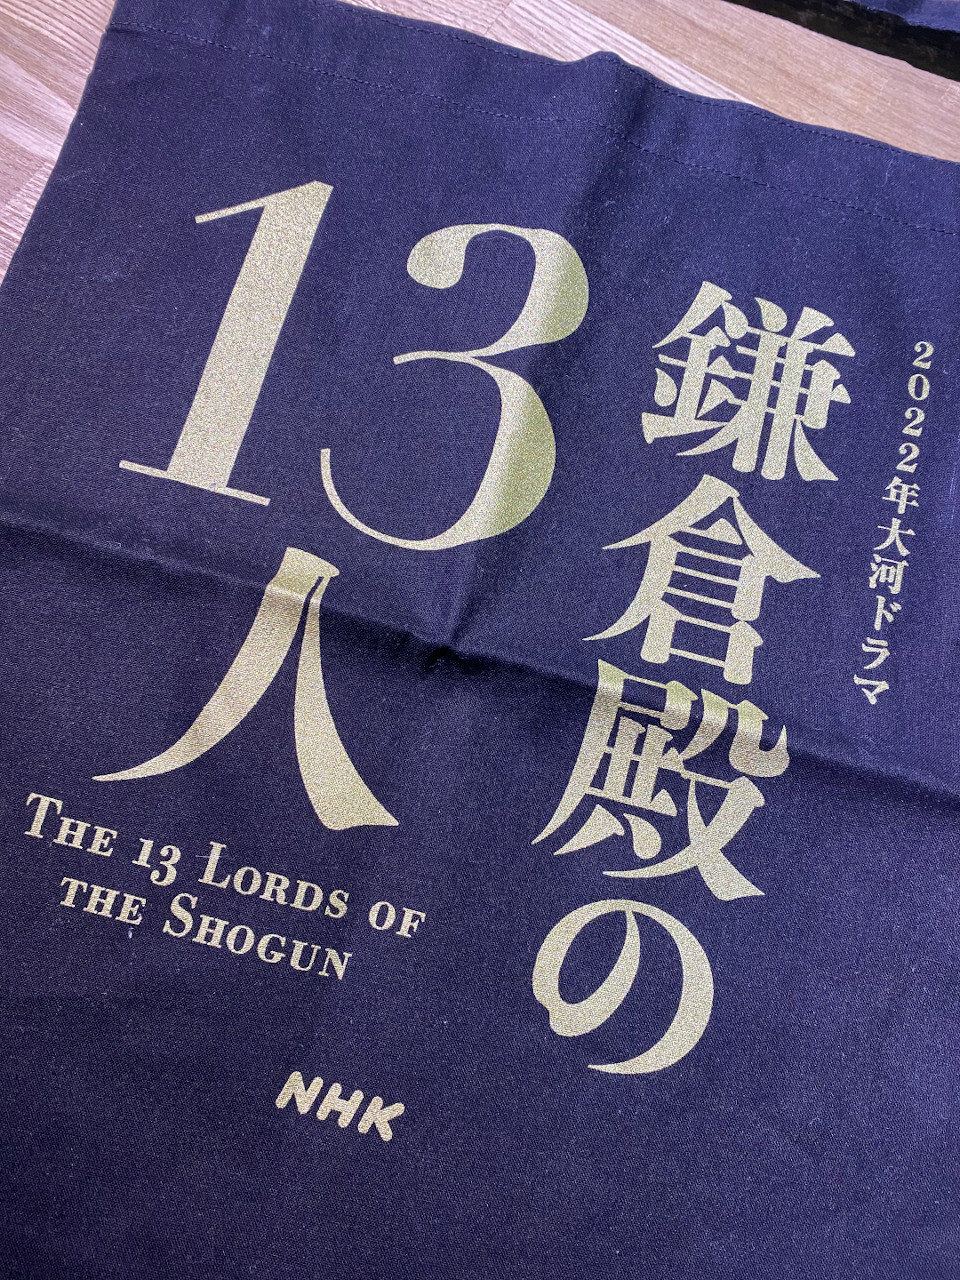 2022年大河ドラマ
鎌倉殿の
13
人
THE 13 LORDS OF
THE SHOGUN
NHK